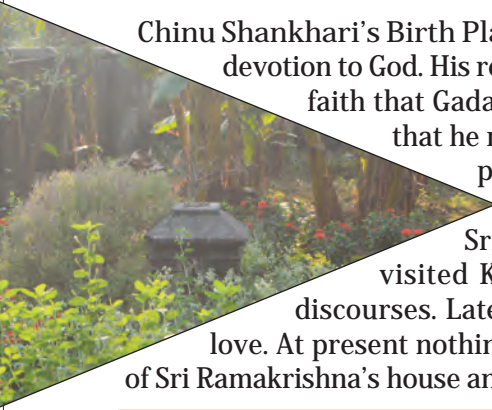 Chinu Shankhari's Birth Pla
devotion to God. His re
faith that Gada
that he
p
Sr
visited K
discourses. Late
love. At present nothin
of Sri Ramakrishna's house an